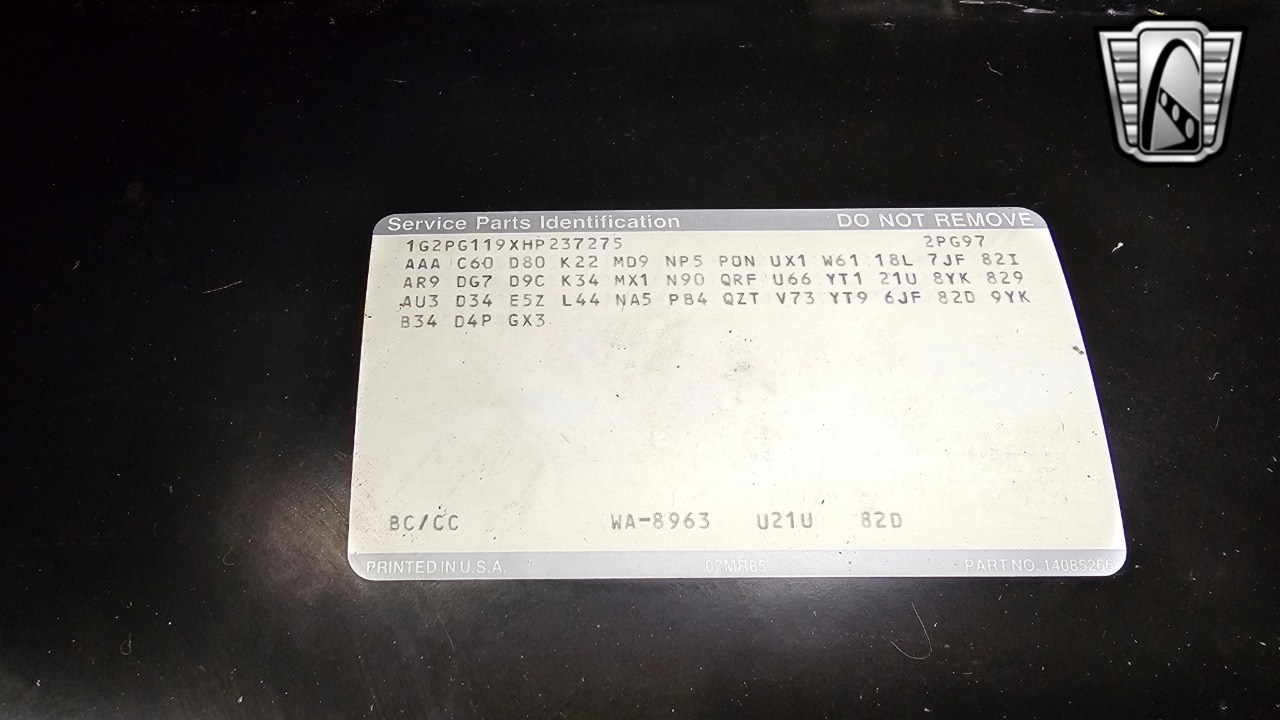 Service Parts Identification DO NOT REMOVE
1G2PG119XHP237275 2PG97
AAA C60 D80 K22 MD9 NP5 PDN UX1 W61 18L 7JF 82I
AR9 DG7 D9C K34 MX1 N90 QRF U66 YT1 21U 8YK 829
AU3 D34 E5Z L44 NA5 PB4 QZT V73 YT9 6JF 82D 9YK
B34 D4P GX3
BC/CC WA-8963 U21U 82D
PRINTED IN U.S.A. 07MR85 PART NO. 14085266